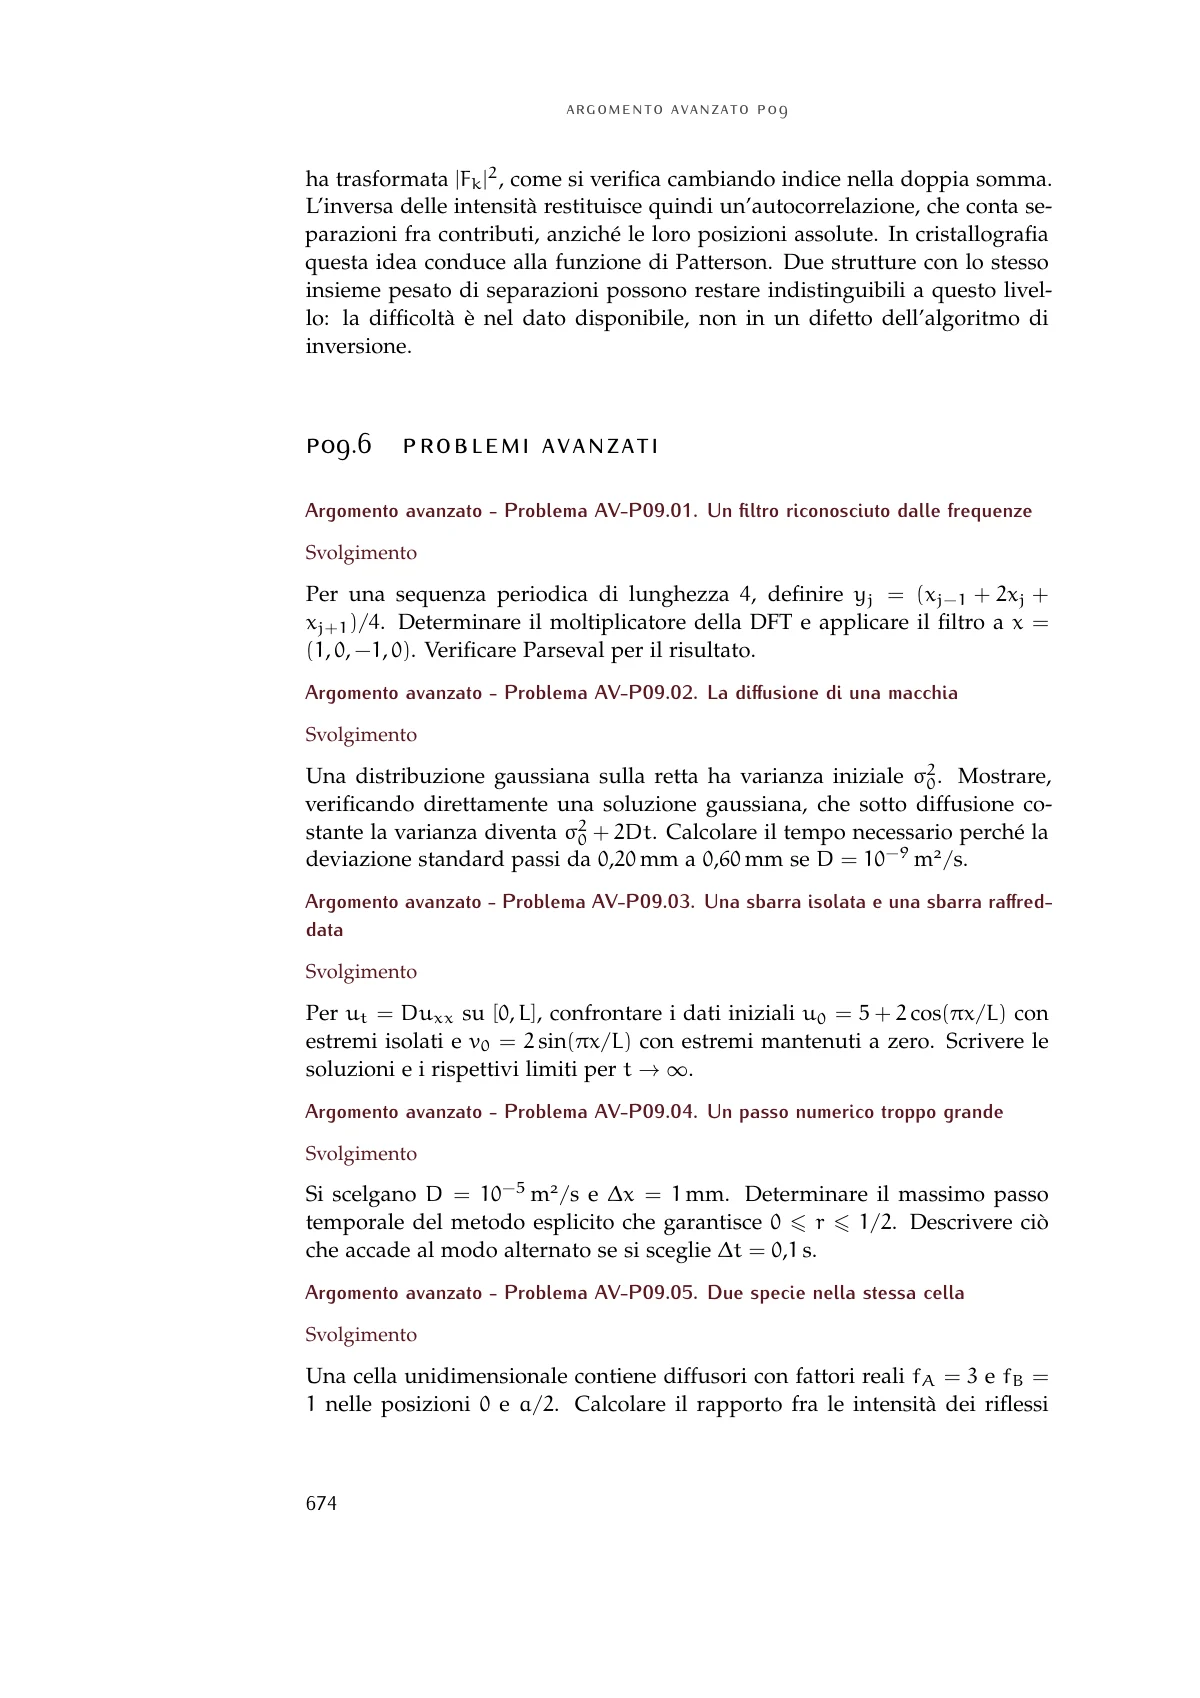 ARGOMENTO AVANZATO P09
ha trasformata |F_k|², come si verifica cambiando indice nella doppia somma.
L'inversa delle intensità restituisce quindi un'autocorrelazione, che conta se-
parazioni fra contributi, anziché le loro posizioni assolute. In cristallografia
questa idea conduce alla funzione di Patterson. Due strutture con lo stesso
insieme pesato di separazioni possono restare indistinguibili a questo livel-
lo: la difficoltà è nel dato disponibile, non in un difetto dell'algoritmo di
inversione.
P09.6 PROBLEMI AVANZATI
Argomento avanzato - Problema AV-P09.01. Un filtro riconosciuto dalle frequenze
Svolgimento
Per una sequenza periodica di lunghezza 4, definire y_j = (x_{j−1} + 2x_j +
x_{j+1})/4. Determinare il moltiplicatore della DFT e applicare il filtro a x =
(1, 0, −1, 0). Verificare Parseval per il risultato.
Argomento avanzato - Problema AV-P09.02. La diffusione di una macchia
Svolgimento
Una distribuzione gaussiana sulla retta ha varianza iniziale σ₀². Mostrare,
verificando direttamente una soluzione gaussiana, che sotto diffusione co-
stante la varianza diventa σ₀² + 2Dt. Calcolare il tempo necessario perché la
deviazione standard passi da 0,20 mm a 0,60 mm se D = 10⁻⁹ m²/s.
Argomento avanzato - Problema AV-P09.03. Una sbarra isolata e una sbarra raffred-
data
Svolgimento
Per u_t = Du_{xx} su [0, L], confrontare i dati iniziali u₀ = 5 + 2 cos(πx/L) con
estremi isolati e v₀ = 2 sin(πx/L) con estremi mantenuti a zero. Scrivere le
soluzioni e i rispettivi limiti per t → ∞.
Argomento avanzato - Problema AV-P09.04. Un passo numerico troppo grande
Svolgimento
Si scelgano D = 10⁻⁵ m²/s e Δx = 1 mm. Determinare il massimo passo
temporale del metodo esplicito che garantisce 0 ⩽ r ⩽ 1/2. Descrivere ciò
che accade al modo alternato se si sceglie Δt = 0,1 s.
Argomento avanzato - Problema AV-P09.05. Due specie nella stessa cella
Svolgimento
Una cella unidimensionale contiene diffusori con fattori reali f_A = 3 e f_B =
1 nelle posizioni 0 e a/2. Calcolare il rapporto fra le intensità dei riflessi
674